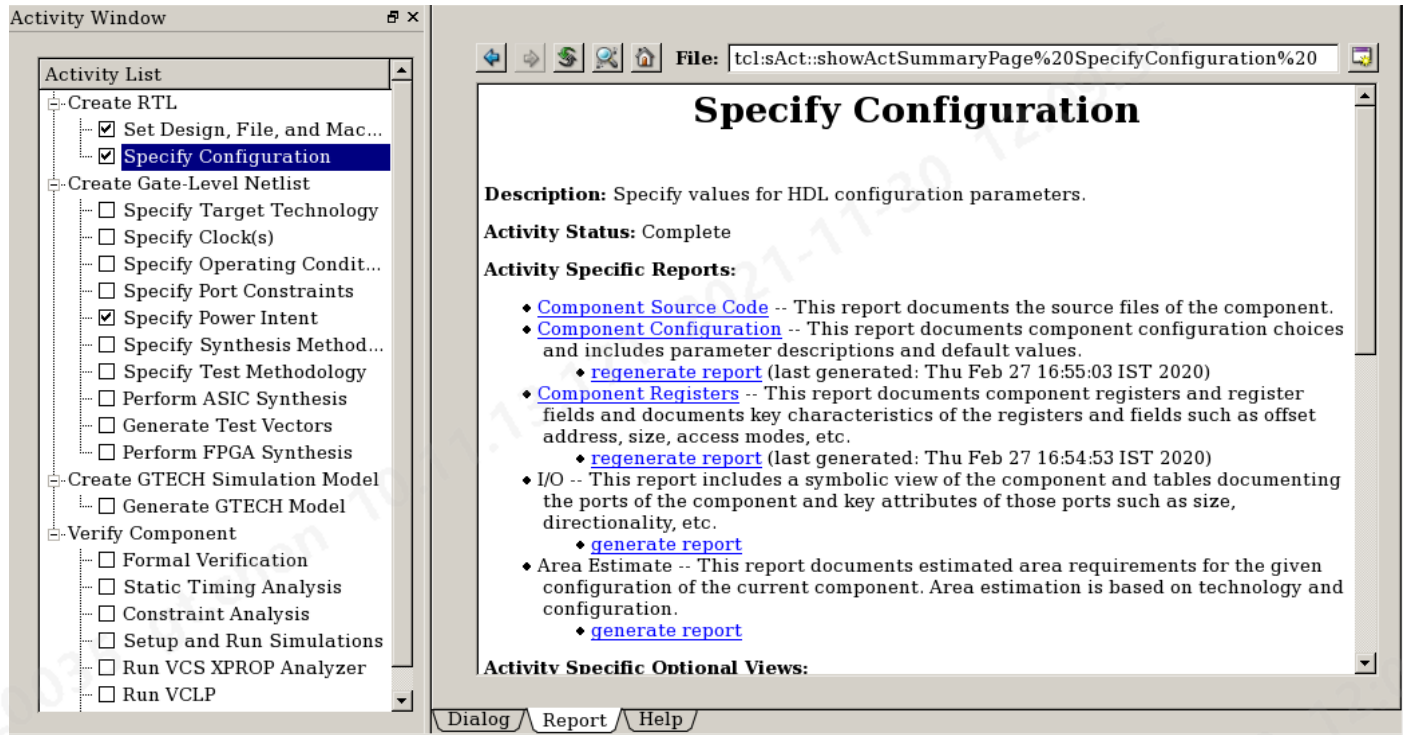 Activity Window
Activity List
Create RTL
Set Design, File, and Mac...
Specify Configuration
Create Gate-Level Netlist
Specify Target Technology
Specify Clock(s)
Specify Operating Condit...
Specify Port Constraints
Specify Power Intent
Specify Synthesis Method...
Specify Test Methodology
Perform ASIC Synthesis
Generate Test Vectors
Perform FPGA Synthesis
Create GTECH Simulation Model
Generate GTECH Model
Verify Component
Formal Verification
Static Timing Analysis
Constraint Analysis
Setup and Run Simulations
Run VCS XPROP Analyzer
Run VCLP
File: tcl:sAct::showActSummaryPage%20SpecifyConfiguration%20
Specify Configuration
Description: Specify values for HDL configuration parameters.
Activity Status: Complete
Activity Specific Reports:
Component Source Code -- This report documents the source files of the component.
Component Configuration -- This report documents component configuration choices
and includes parameter descriptions and default values.
regenerate report (last generated: Thu Feb 27 16:55:03 IST 2020)
Component Registers -- This report documents component registers and register
fields and documents key characteristics of the registers and fields such as offset
address, size, access modes, etc.
regenerate report (last generated: Thu Feb 27 16:54:53 IST 2020)
I/O -- This report includes a symbolic view of the component and tables documenting
the ports of the component and key attributes of those ports such as size,
directionality, etc.
generate report
Area Estimate -- This report documents estimated area requirements for the given
configuration of the current component. Area estimation is based on technology and
configuration.
generate report
Activity Specific Optional Views:
Dialog
Report
Help